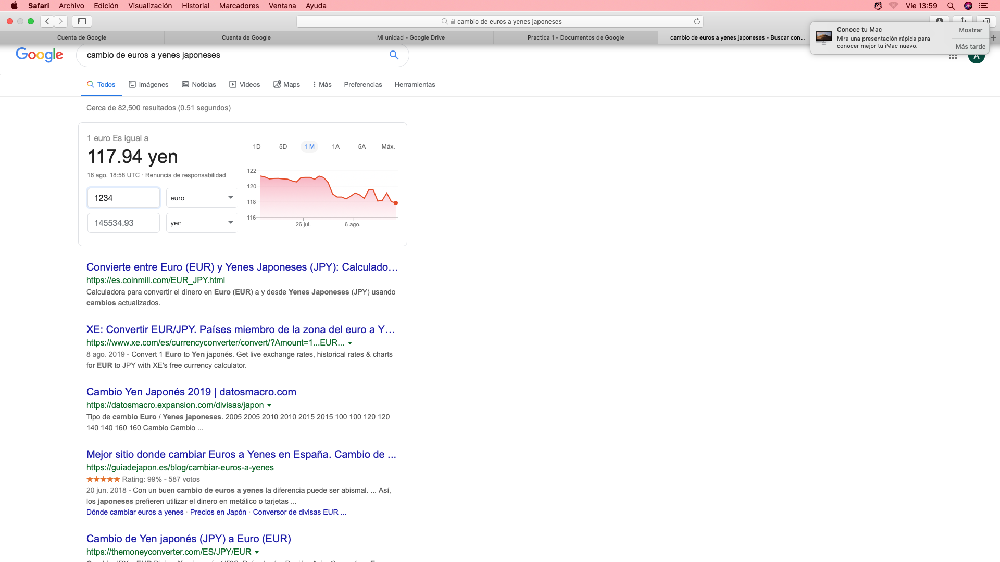 Safari Archivo Edición Visualización Historial Marcadores Ventana Ayuda Vie 13:59
cambio de euros a yenes japoneses
Cuenta de Google Cuenta de Google Mi unidad - Google Drive Practica 1 - Documentos de Google cambio de euros a yenes japoneses - Buscar con...
Conoce tu Mac
Mira una presentación rápida para
conocer mejor tu iMac nuevo.
Mostrar
Más tarde
Google cambio de euros a yenes japoneses A
Todos Imágenes Noticias Videos Maps Más Preferencias Herramientas
Cerca de 82,500 resultados (0.51 segundos)
1 euro Es igual a
117.94 yen
16 ago. 18:58 UTC · Renuncia de responsabilidad
1234 euro
145534.93 yen
1D 5D 1 M 1A 5A Máx.
122
120
118
116
26 jul. 6 ago.
Convierte entre Euro (EUR) y Yenes Japoneses (JPY): Calculado...
https://es.coinmill.com/EUR_JPY.html
Calculadora para convertir el dinero en Euro (EUR) a y desde Yenes Japoneses (JPY) usando
cambios actualizados.
XE: Convertir EUR/JPY. Países miembro de la zona del euro a Y...
https://www.xe.com/es/currencyconverter/convert/?Amount=1...EUR...
8 ago. 2019 - Convert 1 Euro to Yen japonés. Get live exchange rates, historical rates & charts
for EUR to JPY with XE's free currency calculator.
Cambio Yen Japonés 2019 | datosmacro.com
https://datosmacro.expansion.com/divisas/japon
Tipo de cambio Euro / Yenes japoneses. 2005 2005 2010 2010 2015 2015 100 100 120 120
140 140 160 160 Cambio Cambio ...
Mejor sitio donde cambiar Euros a Yenes en España. Cambio de ...
https://guiadejapon.es/blog/cambiar-euros-a-yenes
Rating: 99% - 587 votos
20 jun. 2018 - Con un buen cambio de euros a yenes la diferencia puede ser abismal. ... Así,
los japoneses prefieren utilizar el dinero en metálico o tarjetas ...
Dónde cambiar euros a yenes · Precios en Japón · Conversor de divisas EUR ...
Cambio de Yen japonés (JPY) a Euro (EUR)
https://themoneyconverter.com/ES/JPY/EUR